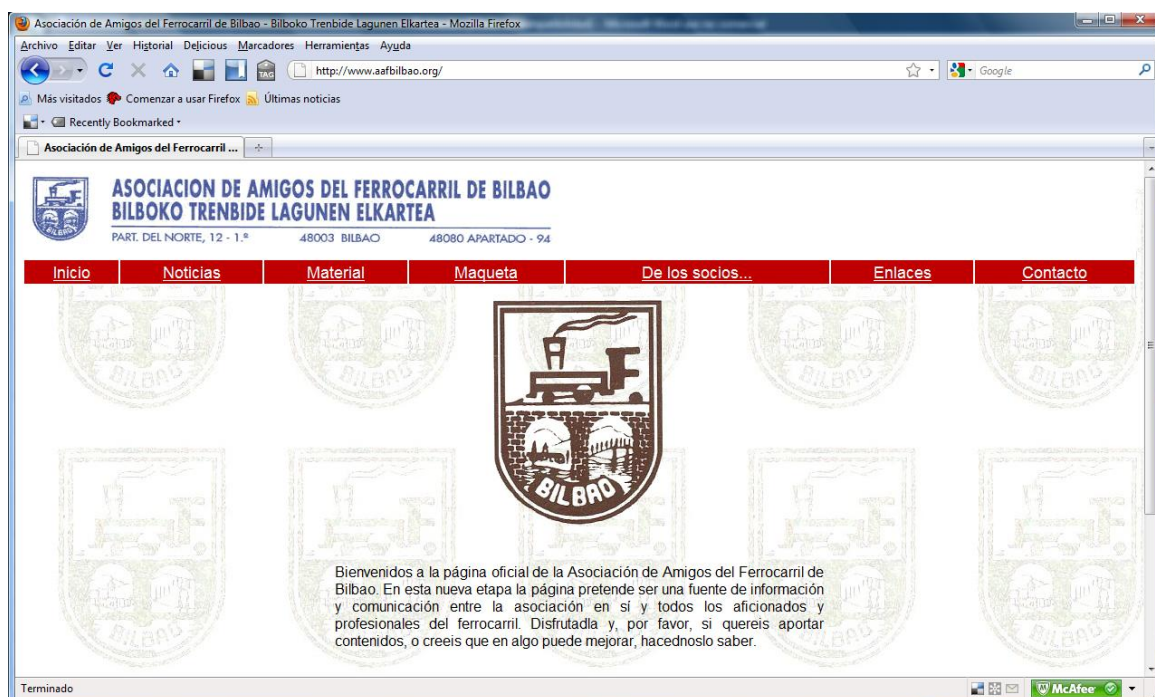 Asociación de Amigos del Ferrocarril de Bilbao - Bilboko Trenbide Lagunen Elkartea - Mozilla Firefox
Archivo Editar Ver Historial Delicious Marcadores Herramientas Ayuda
TAG http://www.aafbilbao.org/ Google
Más visitados Comenzar a usar Firefox Últimas noticias
Recently Bookmarked
Asociación de Amigos del Ferrocarril ...
BILBAO
ASOCIACION DE AMIGOS DEL FERROCARRIL DE BILBAO
BILBOKO TRENBIDE LAGUNEN ELKARTEA
PART. DEL NORTE, 12 - 1.º 48003 BILBAO 48080 APARTADO - 94
Inicio Noticias Material Maqueta De los socios... Enlaces Contacto
BILBAO
Bienvenidos a la página oficial de la Asociación de Amigos del Ferrocarril de
Bilbao. En esta nueva etapa la página pretende ser una fuente de información
y comunicación entre la asociación en sí y todos los aficionados y
profesionales del ferrocarril. Disfrutadla y, por favor, si quereis aportar
contenidos, o creeis que en algo puede mejorar, hacednoslo saber.
Terminado McAfee